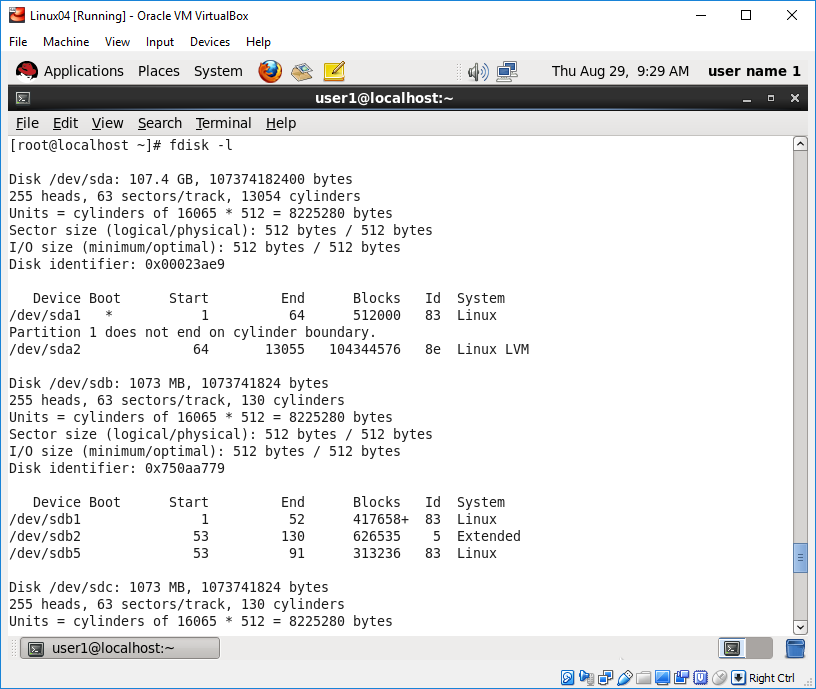 Linux04 [Running] - Oracle VM VirtualBox
File Machine View Input Devices Help
Applications Places System Thu Aug 29, 9:29 AM user name 1
user1@localhost:~
File Edit View Search Terminal Help
[root@localhost ~]# fdisk -l
Disk /dev/sda: 107.4 GB, 107374182400 bytes
255 heads, 63 sectors/track, 13054 cylinders
Units = cylinders of 16065 * 512 = 8225280 bytes
Sector size (logical/physical): 512 bytes / 512 bytes
I/O size (minimum/optimal): 512 bytes / 512 bytes
Disk identifier: 0x00023ae9
Device Boot Start End Blocks Id System
/dev/sda1 * 1 64 512000 83 Linux
Partition 1 does not end on cylinder boundary.
/dev/sda2 64 13055 104344576 8e Linux LVM
Disk /dev/sdb: 1073 MB, 1073741824 bytes
255 heads, 63 sectors/track, 130 cylinders
Units = cylinders of 16065 * 512 = 8225280 bytes
Sector size (logical/physical): 512 bytes / 512 bytes
I/O size (minimum/optimal): 512 bytes / 512 bytes
Disk identifier: 0x750aa779
Device Boot Start End Blocks Id System
/dev/sdb1 1 52 417658+ 83 Linux
/dev/sdb2 53 130 626535 5 Extended
/dev/sdb5 53 91 313236 83 Linux
Disk /dev/sdc: 1073 MB, 1073741824 bytes
255 heads, 63 sectors/track, 130 cylinders
Units = cylinders of 16065 * 512 = 8225280 bytes
user1@localhost:~
Right Ctrl